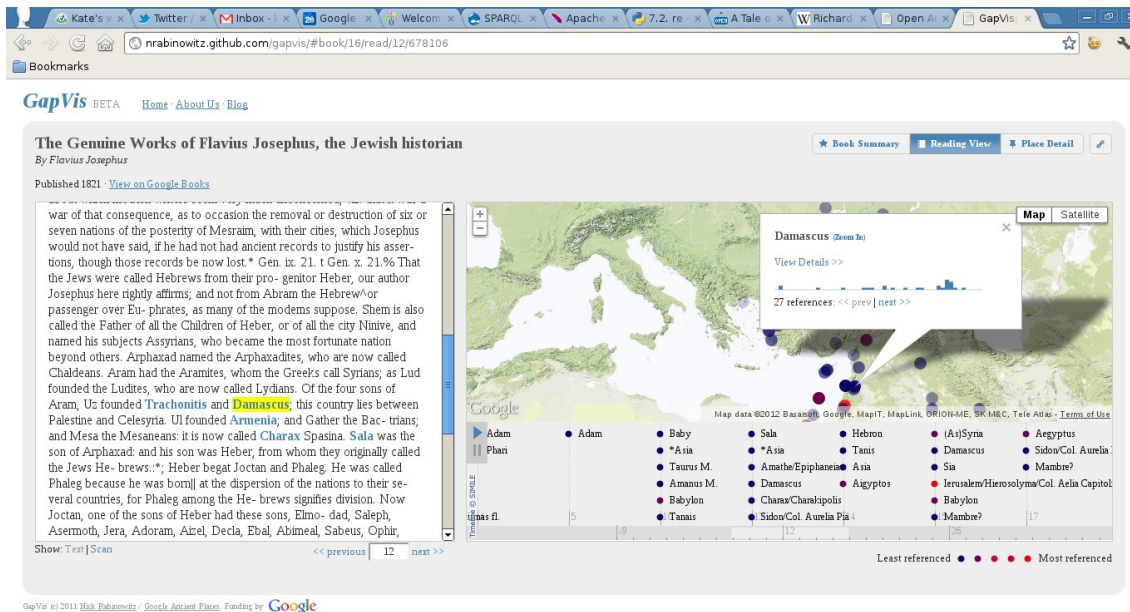 Kate's w
Twitter /
Inbox -
Google
Welcom
SPARQL
Apache
7.2. re
A Tale o
Richard
Open Ar
GapVis:
nrabinowitz.github.com/gapvis/#book/16/read/12/678106
Bookmarks
GapVis BETA Home · About Us · Blog
The Genuine Works of Flavius Josephus, the Jewish historian
By Flavius Josephus
Book Summary Reading View Place Detail
Published 1821 · View on Google Books
war of that consequence, as to occasion the removal or destruction of six or
seven nations of the posterity of Mesraim, with their cities, which Josephus
would not have said, if he had not had ancient records to justify his asser-
tions, though those records be now lost.* Gen. ix. 21. t Gen. x. 21.% That
the Jews were called Hebrews from their pro- genitor Heber, our author
Josephus here rightly affirms; and not from Abram the Hebrew^or
passenger over Eu- phrates, as many of the modems suppose. Shem is also
called the Father of all the Children of Heber, or of all the city Ninive, and
named his subjects Assyrians, who became the most fortunate nation
beyond others. Arphaxad named the Arphaxadites, who are now called
Chaldeans. Aram had the Aramites, whom the Greeks call Syrians; as Lud
founded the Ludites, who are now called Lydians. Of the four sons of
Aram, Uz founded Trachonitis and Damascus; this country lies between
Palestine and Celesyria. Ul founded Armenia; and Gather the Bac- trians;
and Mesa the Mesaneans: it is now called Charax Spasina. Sala was the
son of Arphaxad: and his son was Heber, from whom they originally called
the Jews He- brews.:*; Heber begat Joctan and Phaleg. He was called
Phaleg because he was born|| at the dispersion of the nations to their se-
veral countries, for Phaleg among the He- brews signifies division. Now
Joctan, one of the sons of Heber had these sons, Elmo- dad, Saleph,
Asermoth, Jera, Adoram, Aizel, Decla, Ebal, Abimeal, Sabeus, Ophir,
Show: Text | Scan << previous 12 next >>
Map Satellite
Damascus (Zoom In)
View Details >>
27 references: << prev | next >>
Google
Map data ©2012 Basarsoft, Google, MapIT, MapLink, ORION-ME, SK M&C, Tele Atlas - Terms of Use
Adam Adam Baby Sala Hebron (As)Syria Aegyptus
Phari *Asia *Asia Tanis Damascus Sidon/Col. Aurelia
Taurus M. Amathe/Epiphaneia Asia Sia Mambre?
Amanus M. Damascus Aigyptos Ierusalem/Hierosolyma/Col. Aelia Capitol
Babylon Charax/Charakipolis Babylon
Tanais Sidon/Col. Aurelia Pia Mambre?
Timeline © SIMILE
5 17
-9 12 26
Least referenced Most referenced
GapVis (c) 2011 Nick Rabinowitz / Google Ancient Places. Funding by Google